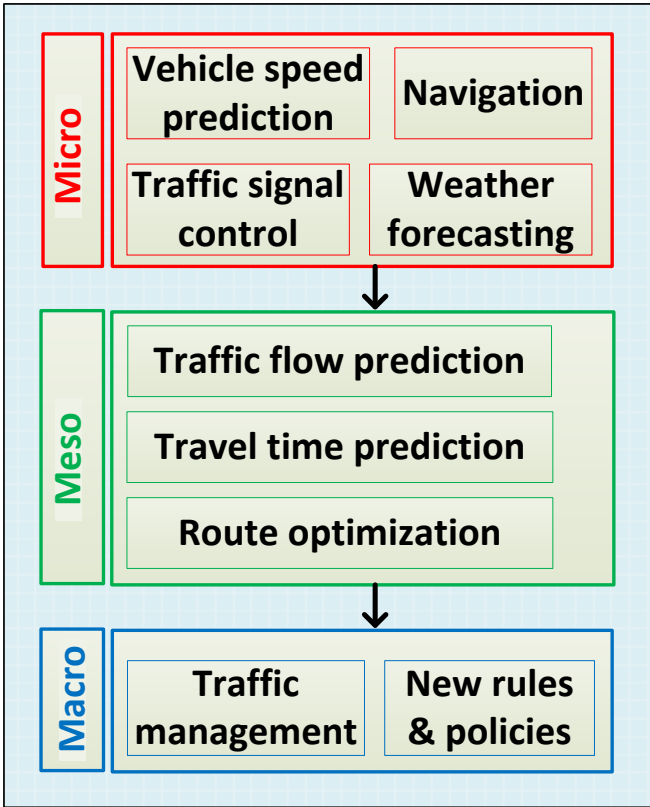 Micro
Vehicle speed
prediction
Navigation
Traffic signal
control
Weather
forecasting
Meso
Traffic flow prediction
Travel time prediction
Route optimization
Macro
Traffic
management
New rules
& policies